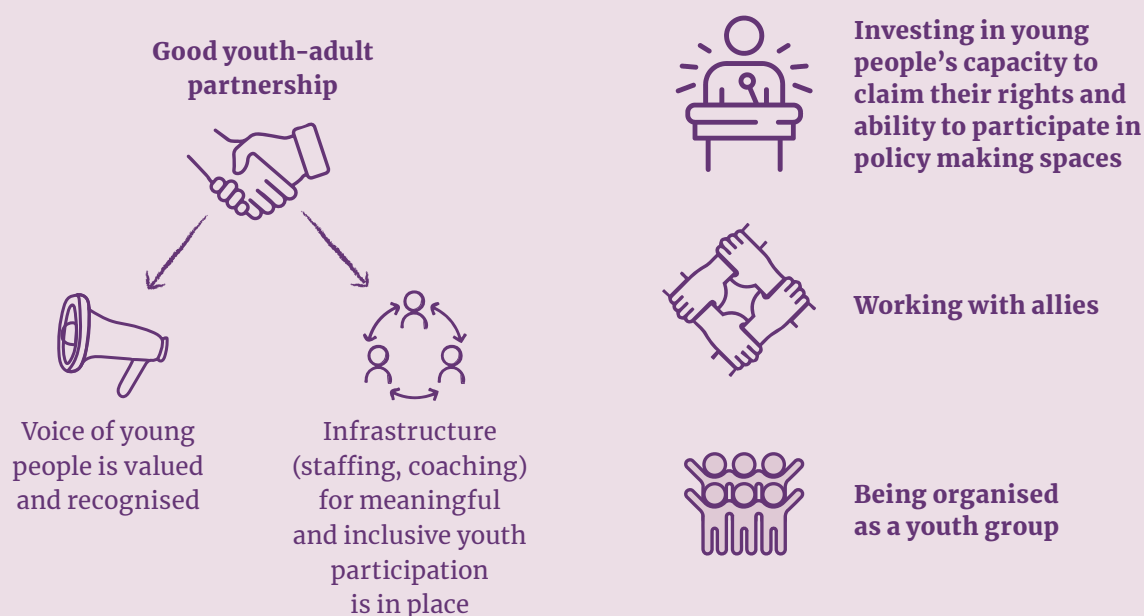 Good youth-adult
partnership
Voice of young
people is valued
and recognised
Infrastructure
(staffing, coaching)
for meaningful
and inclusive youth
participation
is in place
Investing in young
people’s capacity to
claim their rights and
ability to participate in
policy making spaces
Working with allies
Being organised
as a youth group